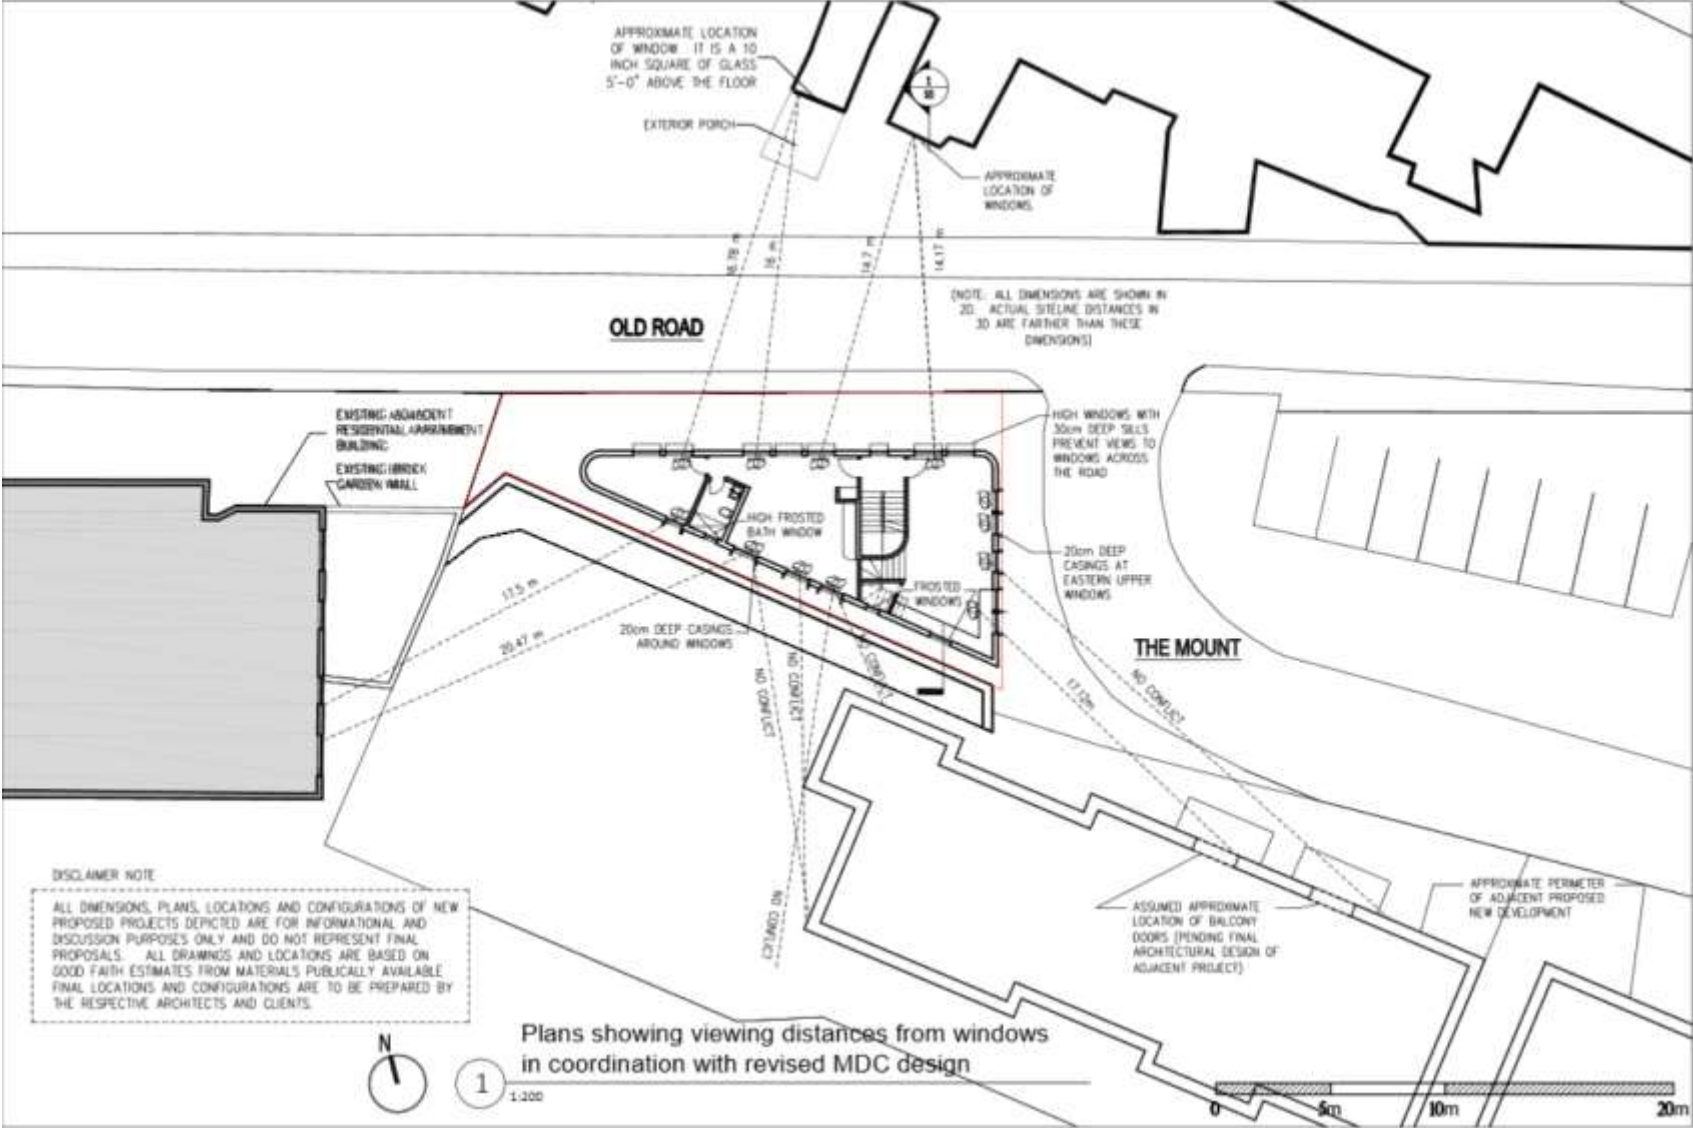 APPROXIMATE LOCATION
OF WINDOW. IT IS A 10
INCH SQUARE OF GLASS
5'-0" ABOVE THE FLOOR
EXTERIOR PORCH
1
APPROXIMATE
LOCATION OF
WINDOWS.
16 m
14.7 m
14.17 m
(NOTE: ALL DIMENSIONS ARE SHOWN IN
2D. ACTUAL SITELINE DISTANCES IN
3D ARE FARTHER THAN THESE
DIMENSIONS)
OLD ROAD
EXISTING ADJACENT
RESIDENTIAL APARTMENT
BUILDING
EXISTING BRICK
GARDEN WALL
HIGH WINDOWS WITH
30cm DEEP SILLS
PREVENT VIEWS TO
WINDOWS ACROSS
THE ROAD
HIGH FROSTED
BATH WINDOW
20cm DEEP
CASINGS AT
EASTERN UPPER
WINDOWS
FROSTED
WINDOWS
17.5 m
20.47 m
20cm DEEP CASINGS
AROUND WINDOWS
THE MOUNT
NO CONFLICT
NO CONFLICT
NO CONFLICT
17.12m
NO CONFLICT
NO CONFLICT
DISCLAIMER NOTE
ALL DIMENSIONS, PLANS, LOCATIONS AND CONFIGURATIONS OF NEW
PROPOSED PROJECTS DEPICTED ARE FOR INFORMATIONAL AND
DISCUSSION PURPOSES ONLY AND DO NOT REPRESENT FINAL
PROPOSALS. ALL DRAWINGS AND LOCATIONS ARE BASED ON
GOOD FAITH ESTIMATES FROM MATERIALS PUBLICALLY AVAILABLE
FINAL LOCATIONS AND CONFIGURATIONS ARE TO BE PREPARED BY
THE RESPECTIVE ARCHITECTS AND CLIENTS.
ASSUMED APPROXIMATE
LOCATION OF BALCONY
DOORS (PENDING FINAL
ARCHITECTURAL DESIGN OF
ADJACENT PROJECT)
APPROXIMATE PERIMETER
OF ADJACENT PROPOSED
NEW DEVELOPMENT
N
1
Plans showing viewing distances from windows
in coordination with revised MDC design
1:200
0 5m 10m 20m